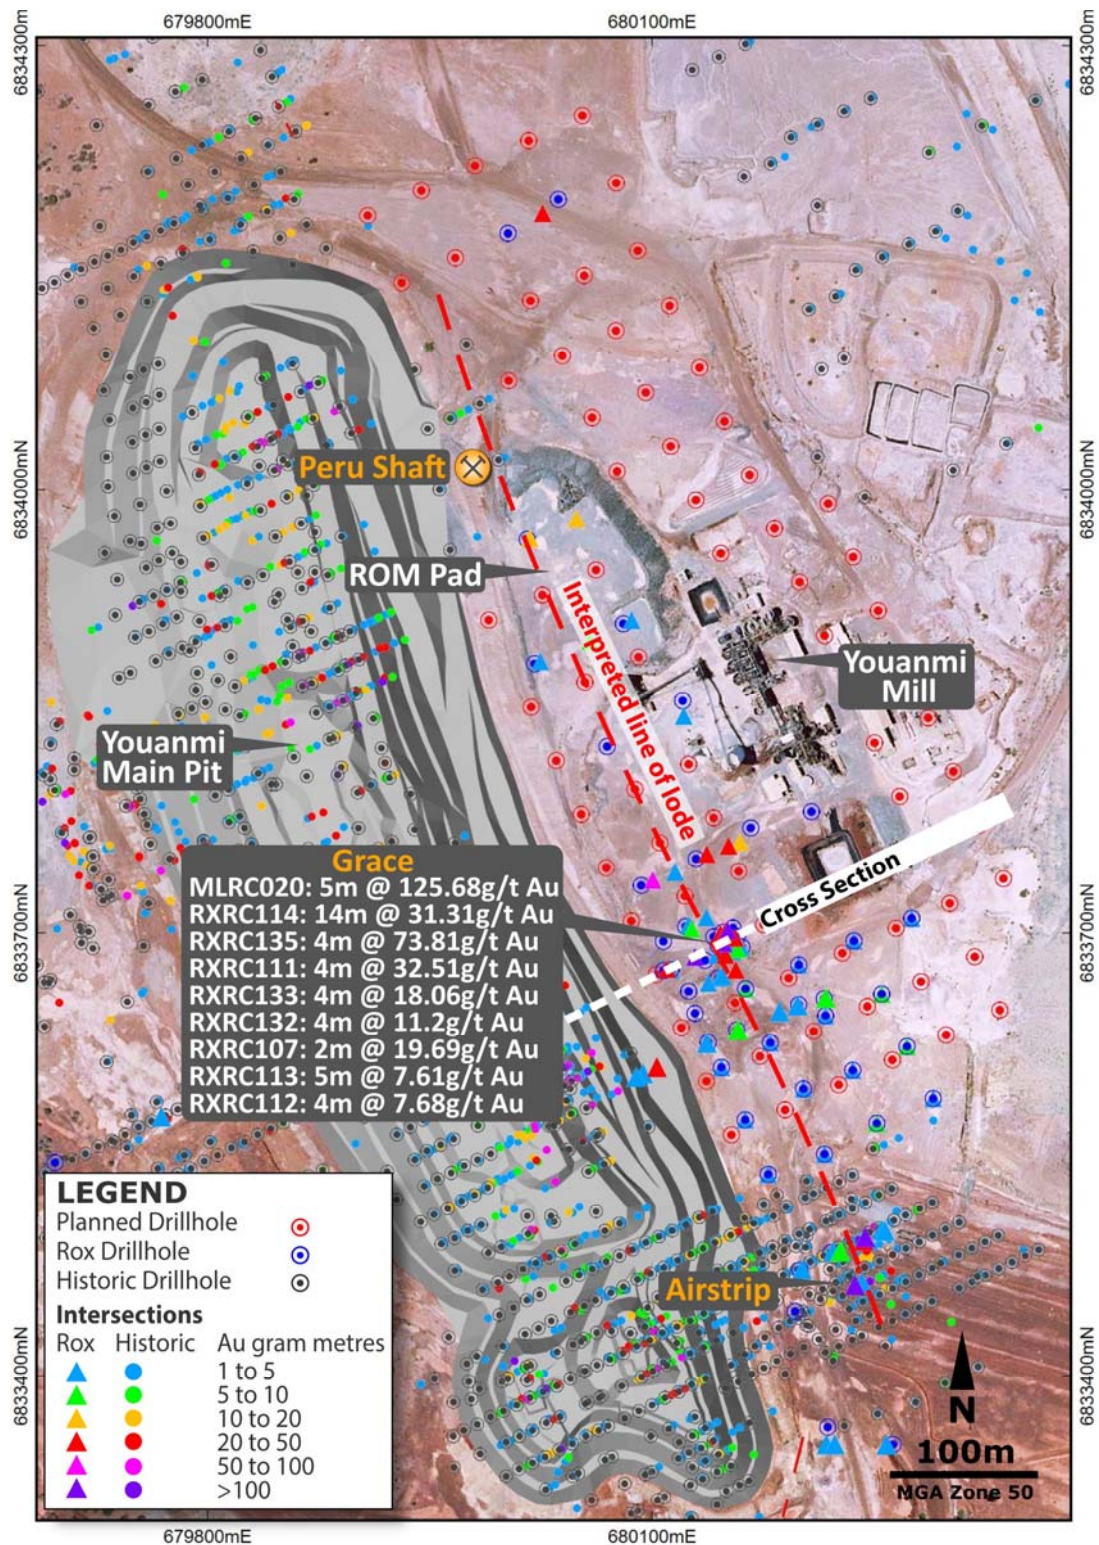 679800mE
680100mE
6834300mN
6834300mN
Peru Shaft
6834000mN
6834000mN
ROM Pad
Interpreted line of lode
Youanmi
Mill
Youanmi
Main Pit
Grace
MLRC020: 5m @ 125.68g/t Au
RXRC114: 14m @ 31.31g/t Au
RXRC135: 4m @ 73.81g/t Au
RXRC111: 4m @ 32.51g/t Au
RXRC133: 4m @ 18.06g/t Au
RXRC132: 4m @ 11.2g/t Au
RXRC107: 2m @ 19.69g/t Au
RXRC113: 5m @ 7.61g/t Au
RXRC112: 4m @ 7.68g/t Au
Cross Section
6833700mN
6833700mN
LEGEND
Planned Drillhole
Rox Drillhole
Historic Drillhole
Intersections
Rox Historic Au gram metres
1 to 5
5 to 10
10 to 20
20 to 50
50 to 100
>100
Airstrip
6833400mN
6833400mN
N
100m
MGA Zone 50
679800mE
680100mE